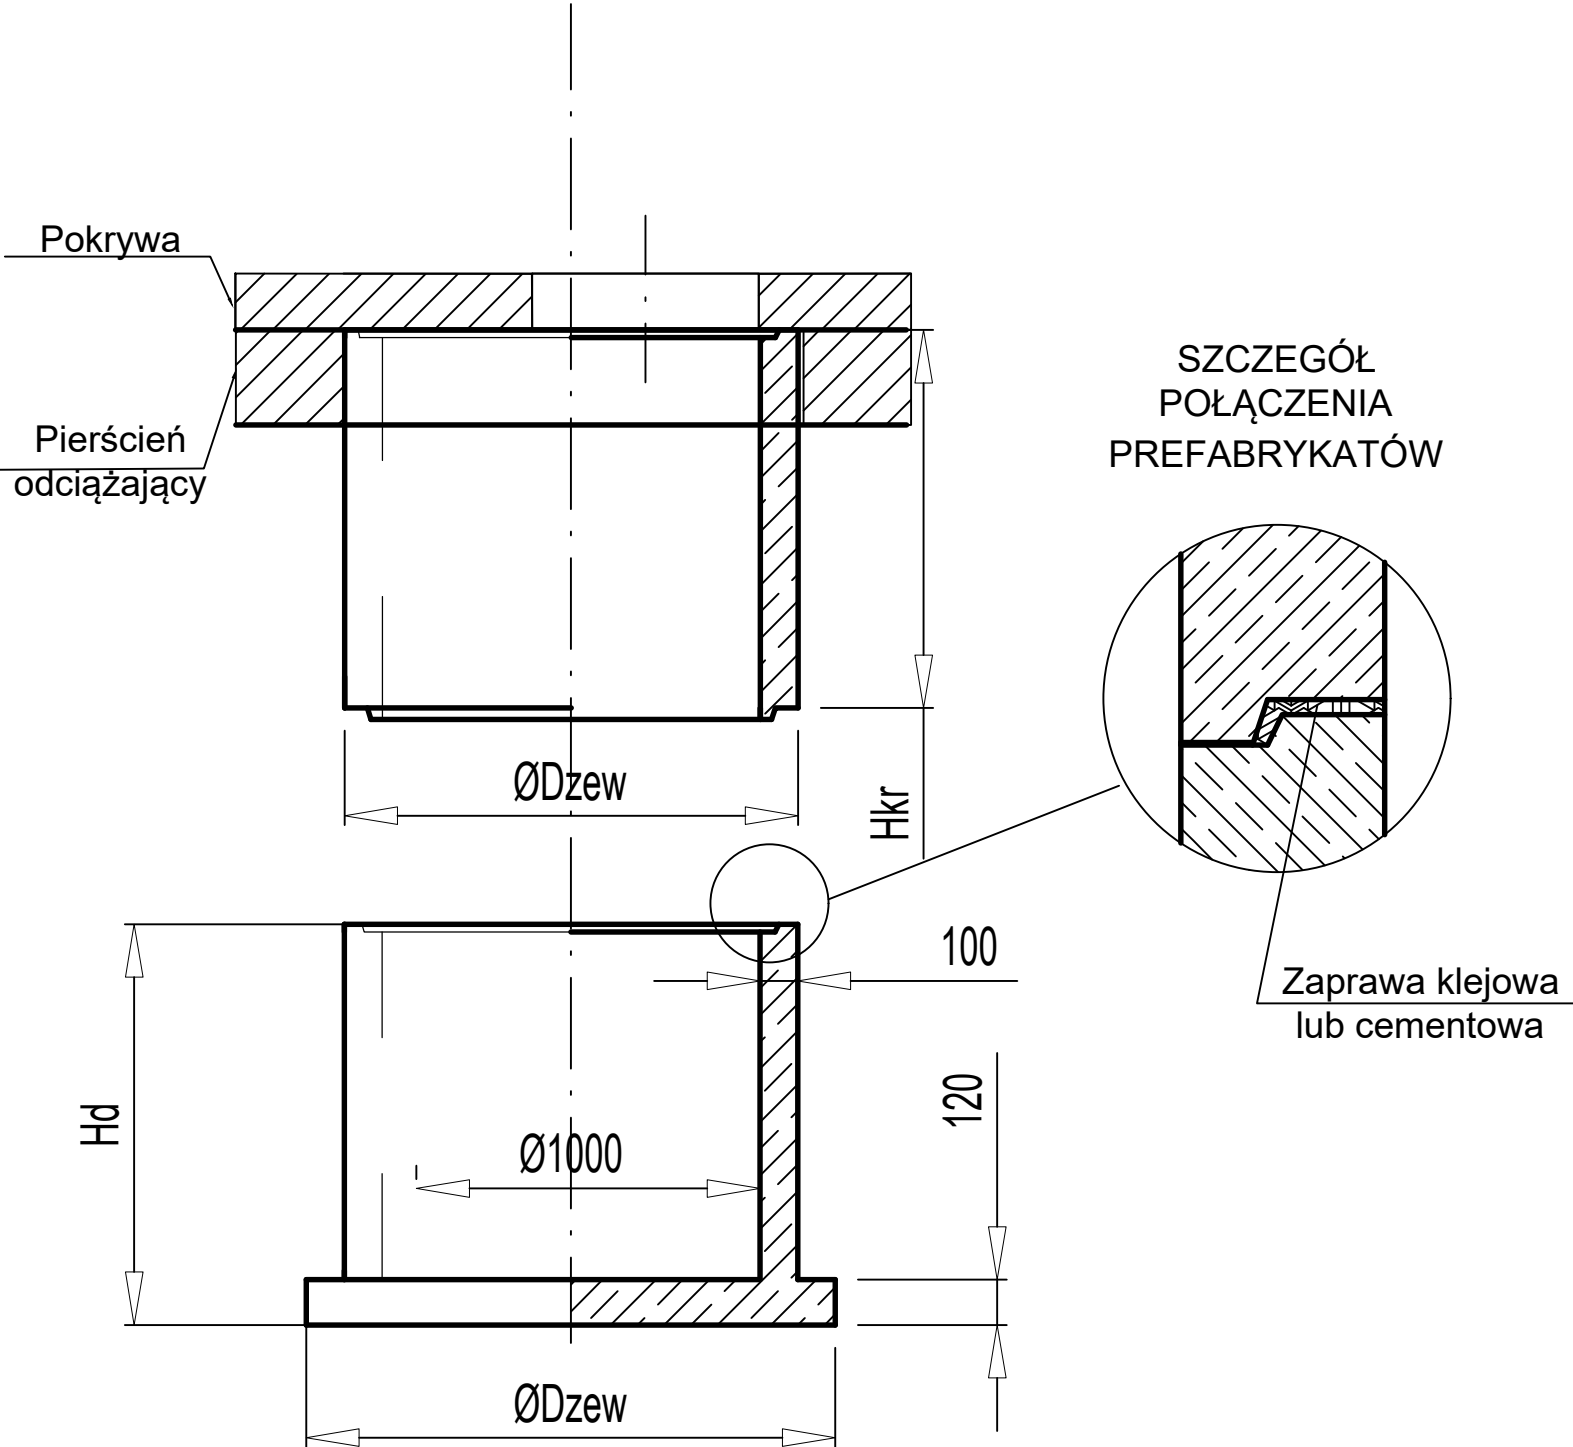 Pokrywa
Pierścień
odciążający
SZCZEGÓŁ
POŁĄCZENIA
PREFABRYKATÓW
ØDzew
Hkr
100
Zaprawa klejowa
lub cementowa
Hd
Ø1000
120
ØDzew